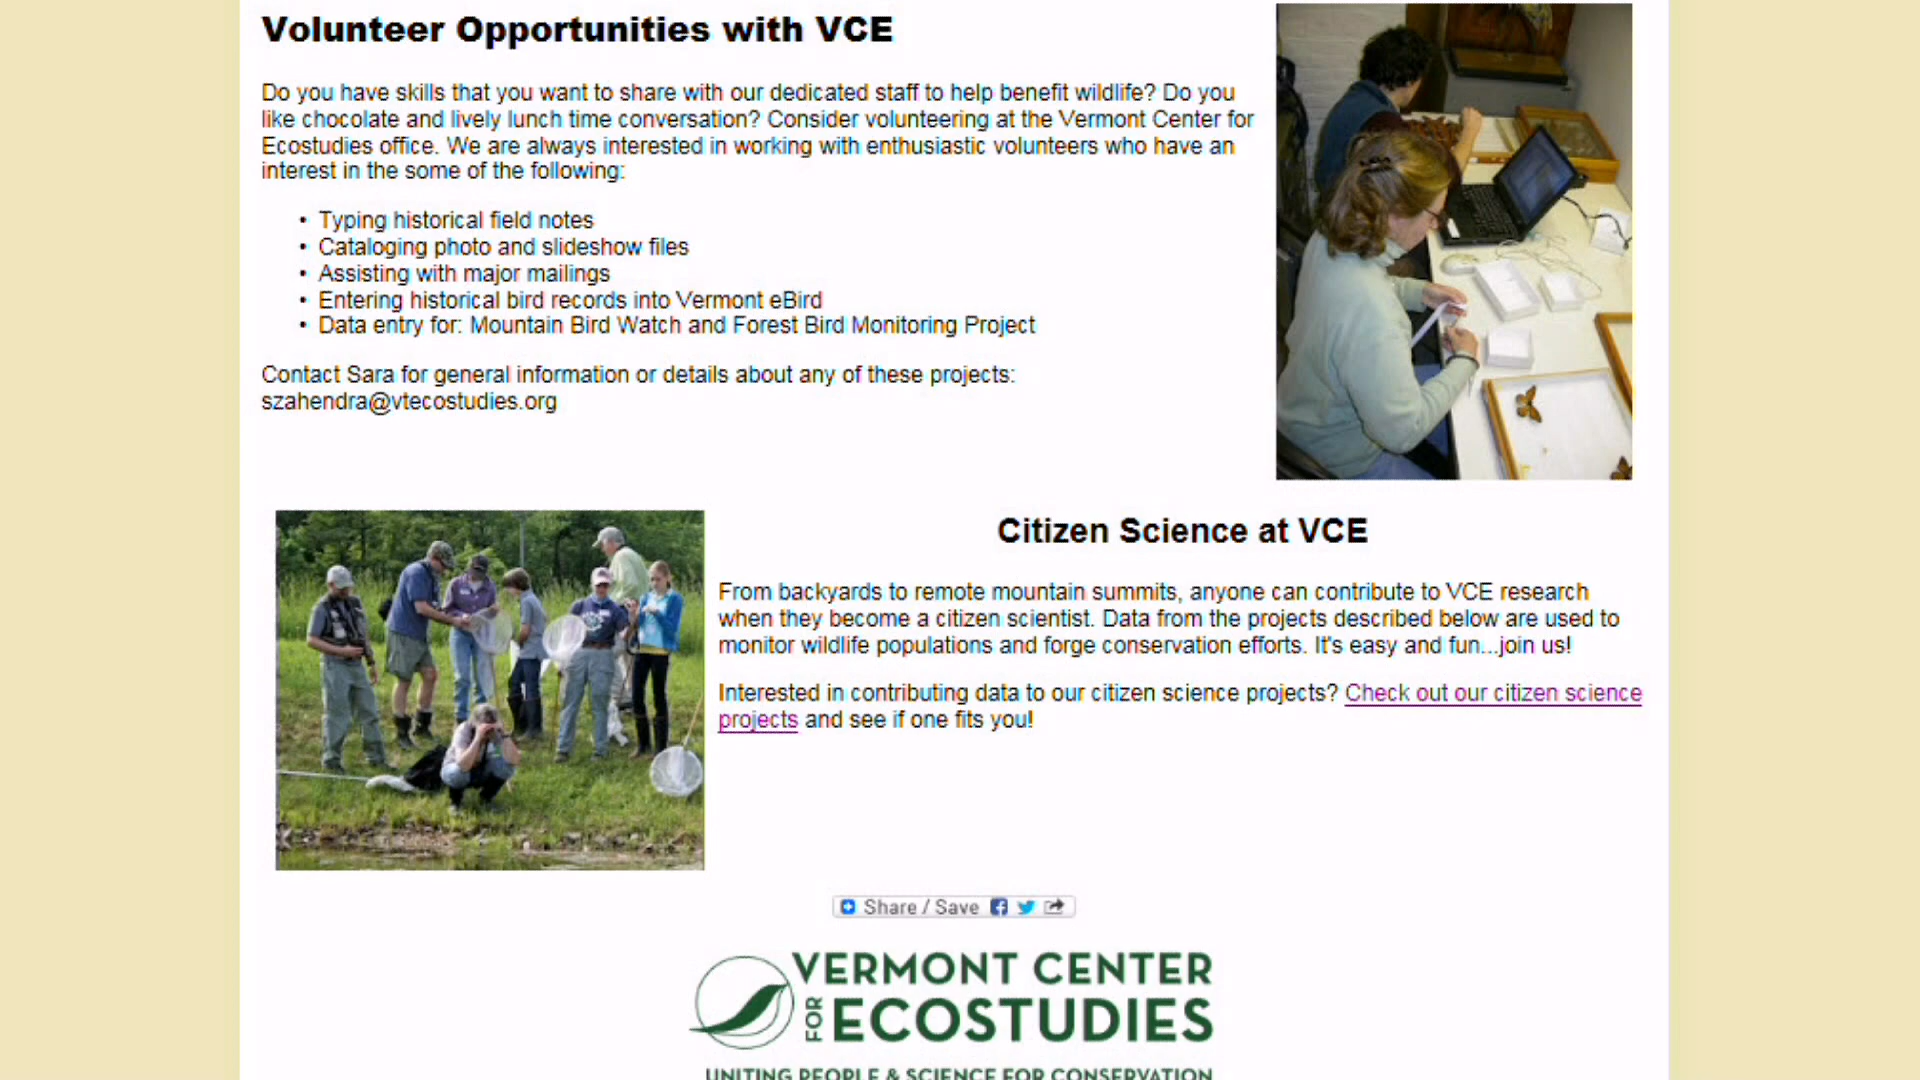 Volunteer Opportunities with VCE
Do you have skills that you want to share with our dedicated staff to help benefit wildlife? Do you
like chocolate and lively lunch time conversation? Consider volunteering at the Vermont Center for
Ecostudies office. We are always interested in working with enthusiastic volunteers who have an
interest in the some of the following:
• Typing historical field notes
• Cataloging photo and slideshow files
• Assisting with major mailings
• Entering historical bird records into Vermont eBird
• Data entry for: Mountain Bird Watch and Forest Bird Monitoring Project
Contact Sara for general information or details about any of these projects:
szahendra@vtecostudies.org
Citizen Science at VCE
From backyards to remote mountain summits, anyone can contribute to VCE research
when they become a citizen scientist. Data from the projects described below are used to
monitor wildlife populations and forge conservation efforts. It's easy and fun...join us!
Interested in contributing data to our citizen science projects? Check out our citizen science
projects and see if one fits you!
Share / Save
VERMONT CENTER
FOR ECOSTUDIES
UNITING PEOPLE & SCIENCE FOR CONSERVATION